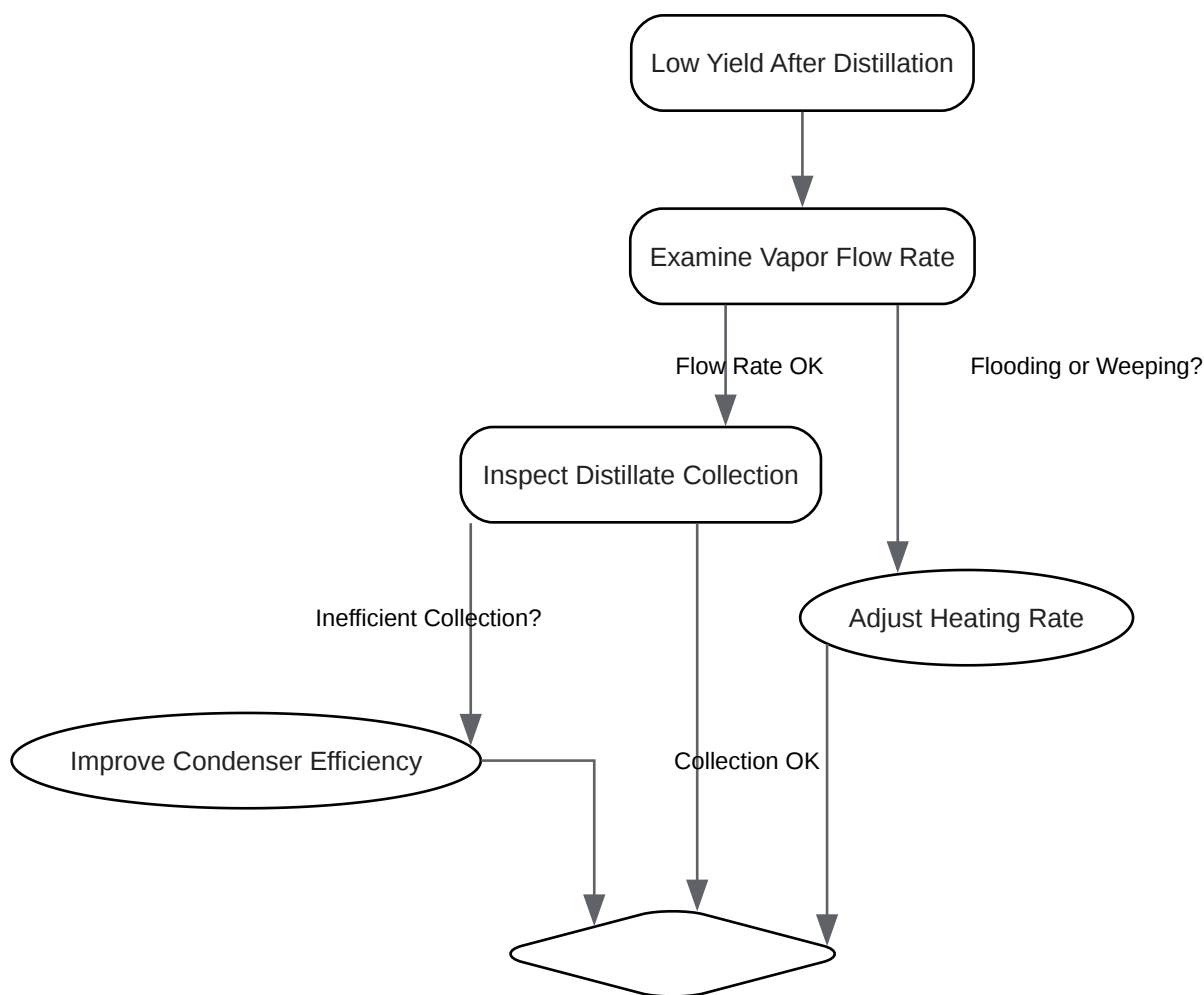 Low Yield After Distillation
Examine Vapor Flow Rate
Flow Rate OK
Flooding or Weeping?
Inspect Distillate Collection
Inefficient Collection?
Adjust Heating Rate
Improve Condenser Efficiency
Collection OK